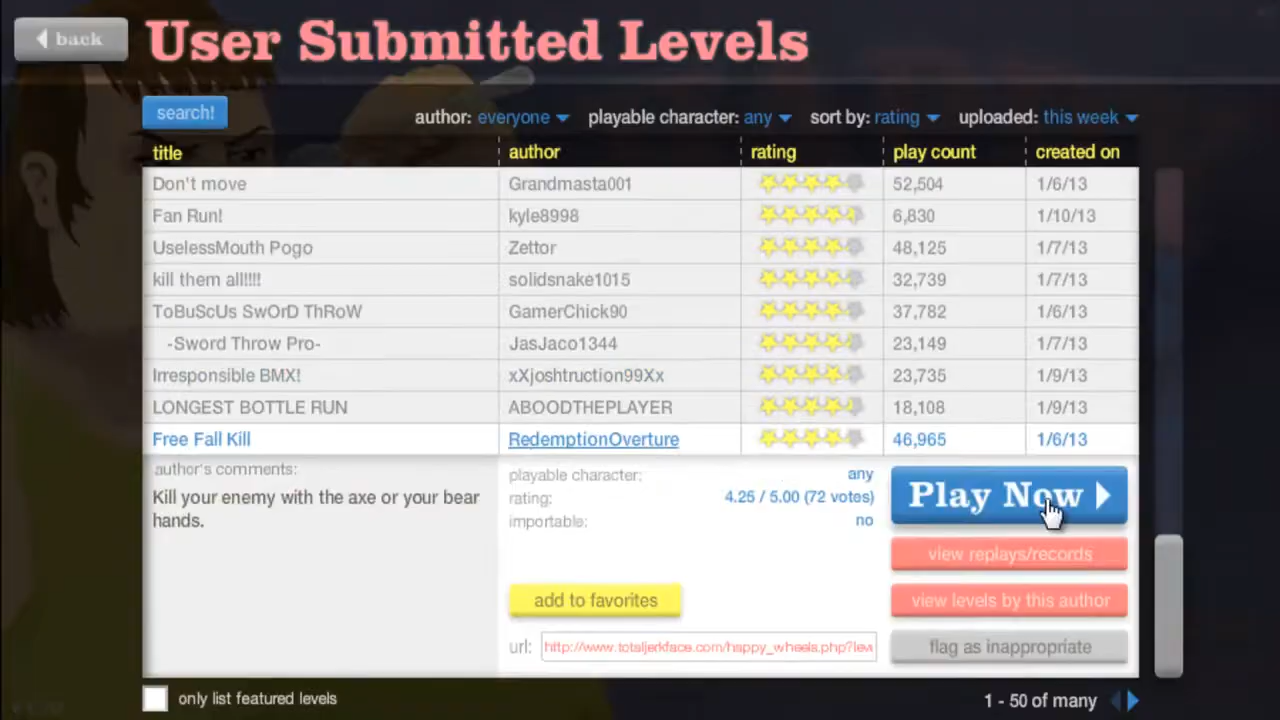 back
User Submitted Levels
search!
author: everyone playable character: any sort by: rating uploaded: this week
title author rating play count created on
Don't move Grandmasta001 52,504 1/6/13
Fan Run! kyle8998 6,830 1/10/13
UselessMouth Pogo Zettor 48,125 1/7/13
kill them all!!!! solidsnake1015 32,739 1/7/13
ToBuScUs SwOrD ThRoW GamerChick90 37,782 1/6/13
-Sword Throw Pro- JasJaco1344 23,149 1/7/13
Irresponsible BMX! xXjoshtruction99Xx 23,735 1/9/13
LONGEST BOTTLE RUN ABOODTHEPLAYER 18,108 1/9/13
Free Fall Kill RedemptionOverture 46,965 1/6/13
author's comments:
Kill your enemy with the axe or your bear
hands.
playable character: any
rating: 4.25 / 5.00 (72 votes)
importable: no
add to favorites
url: http://www.totaljerkface.com/happy_wheels.php?lev
Play Now
view replays/records
view levels by this author
flag as inappropriate
only list featured levels
1 - 50 of many